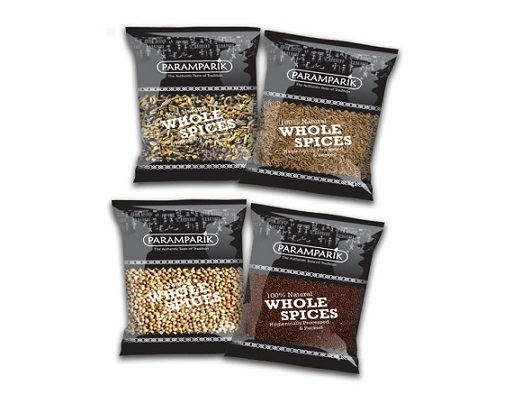 PARAMPARIK
The Authentic Taste of Tradition
WHOLE
SPICES
PARAMPARIK
The Authentic Taste of Tradition
100% Natural
WHOLE
SPICES
PARAMPARIK
The Authentic Taste of Tradition
WHOLE
SPICES
PARAMPARIK
The Authentic Taste of Tradition
100% Natural
WHOLE
SPICES
Hygienically Processed
& Packed